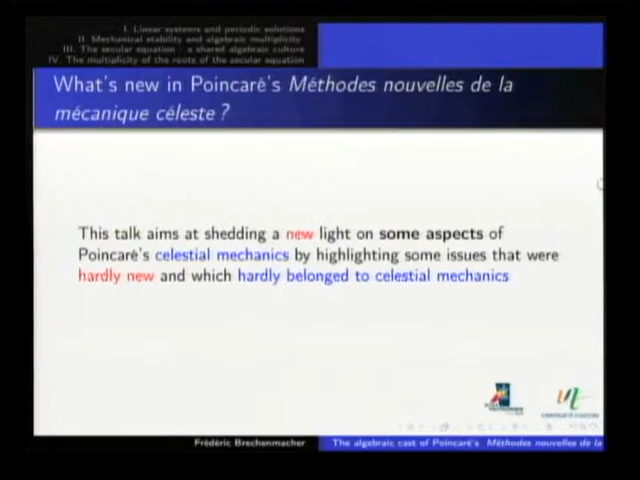 I. Linear systems and periodic solutions
II. Mechanical stability and algebraic multiplicity
III. The secular equation : a shared algebraic culture
IV. The multiplicity of the roots of the secular equation
What's new in Poincaré's Méthodes nouvelles de la
mécanique céleste ?
This talk aims at shedding a new light on some aspects of
Poincaré's celestial mechanics by highlighting some issues that were
hardly new and which hardly belonged to celestial mechanics
Frédéric Brechenmacher
The algebraic cast of Poincaré's Méthodes nouvelles de la